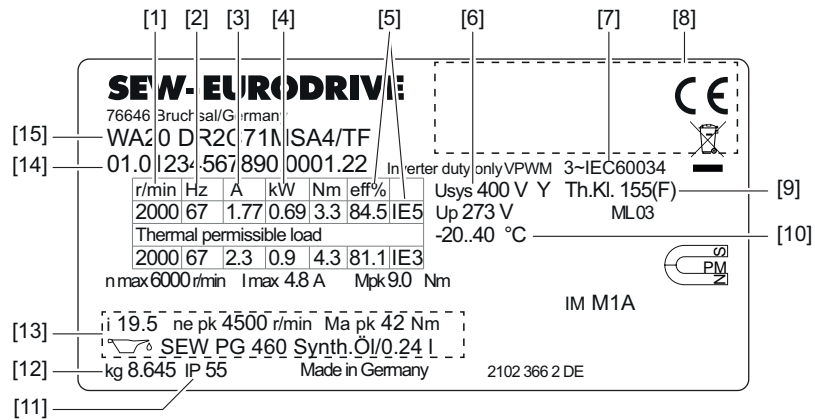 [1] [2] [3] [4] [5] [6] [7] [8]
SEW-EURODRIVE
76646 Bruchsal/Germany
[15] WA20 DR2C71MSA4/TF
[14] 01.01234567890.0001.22 Inverter duty only VPWM 3~IEC60034
r/min Hz A kW Nm eff% Usys 400 V Y Th.Kl. 155(F) [9]
2000 67 1.77 0.69 3.3 84.5 IE5 Up 273 V ML03
Thermal permissible load -20..40 °C [10]
2000 67 2.3 0.9 4.3 81.1 IE3
n max 6000 r/min I max 4.8 A Mpk 9.0 Nm
PM
S
N
IM M1A
[13] i 19.5 ne pk 4500 r/min Ma pk 42 Nm
SEW PG 460 Synth.Öl/0.24 l
[12] kg 8.645 IP 55 Made in Germany 2102 366 2 DE
[11]
CE